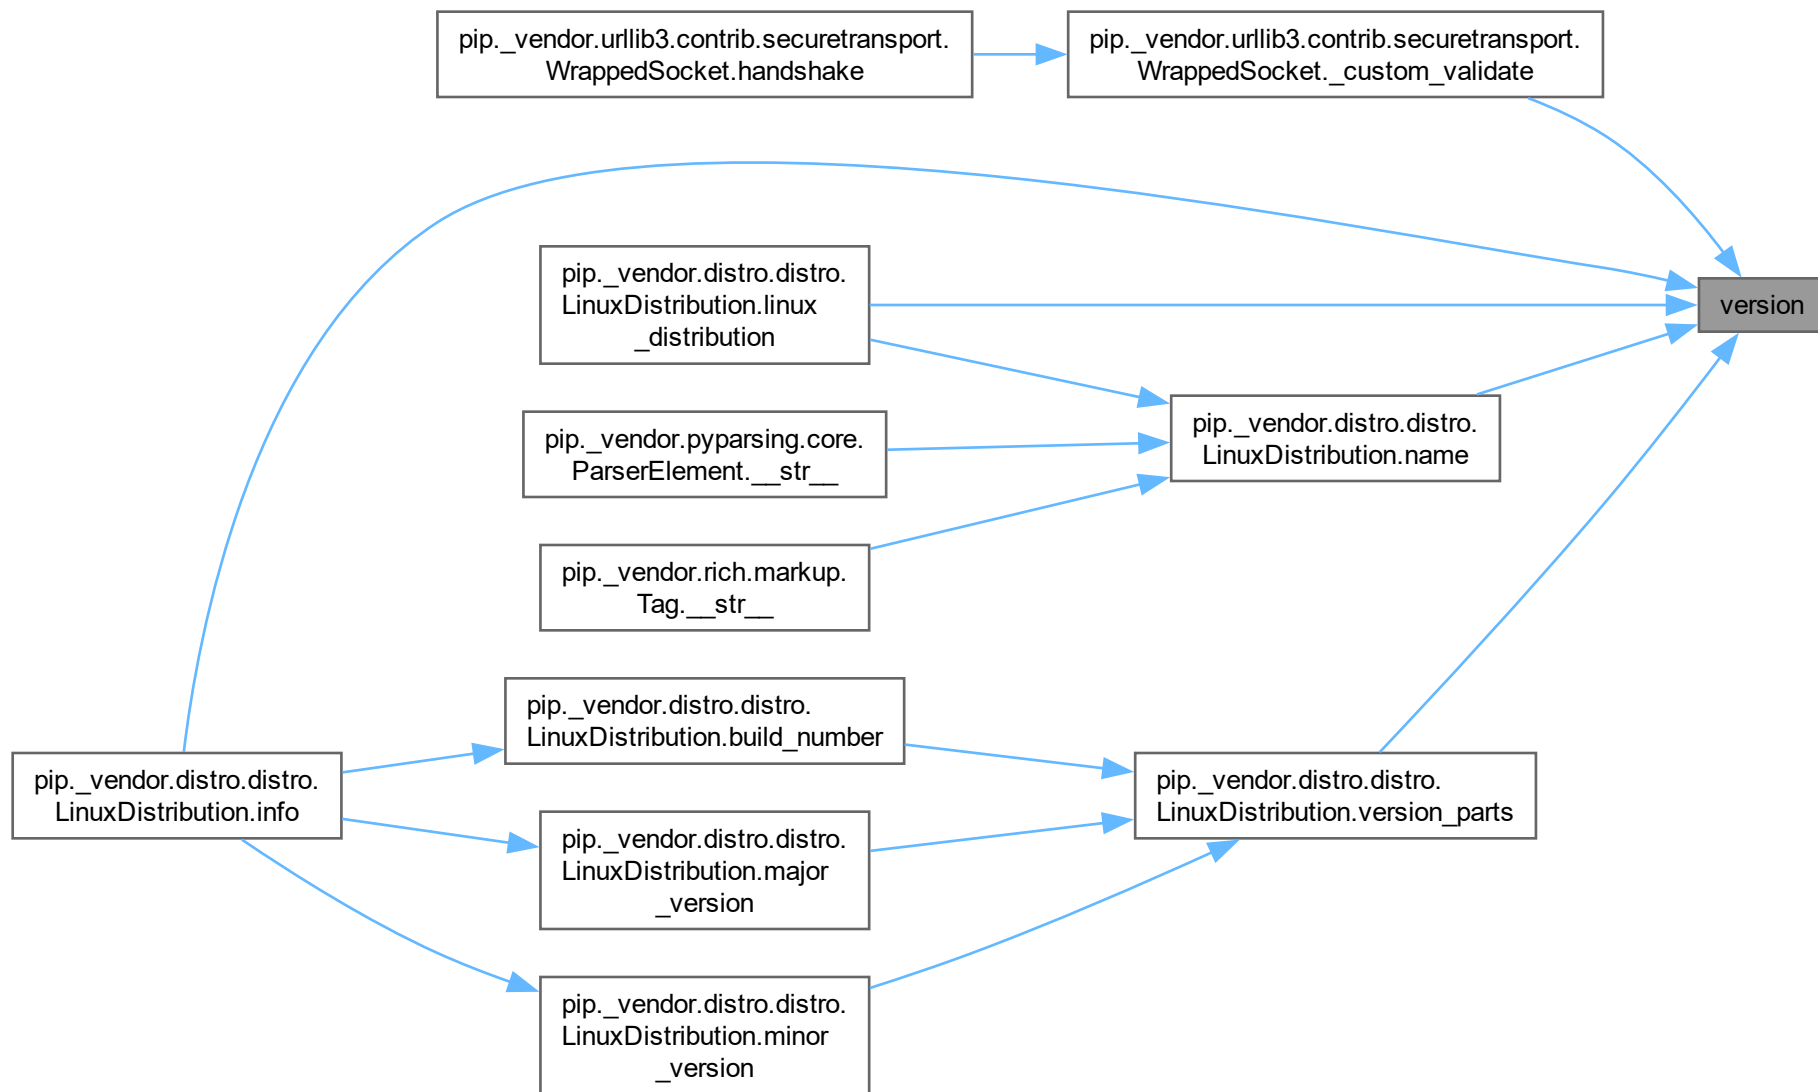 pip._vendor.urllib3.contrib.securetransport.
WrappedSocket.handshake
pip._vendor.urllib3.contrib.securetransport.
WrappedSocket._custom_validate
pip._vendor.distro.distro.
LinuxDistribution.linux
_distribution
version
pip._vendor.pyparsing.core.
ParserElement.__str__
pip._vendor.distro.distro.
LinuxDistribution.name
pip._vendor.rich.markup.
Tag.__str__
pip._vendor.distro.distro.
LinuxDistribution.build_number
pip._vendor.distro.distro.
LinuxDistribution.info
pip._vendor.distro.distro.
LinuxDistribution.version_parts
pip._vendor.distro.distro.
LinuxDistribution.major
_version
pip._vendor.distro.distro.
LinuxDistribution.minor
_version